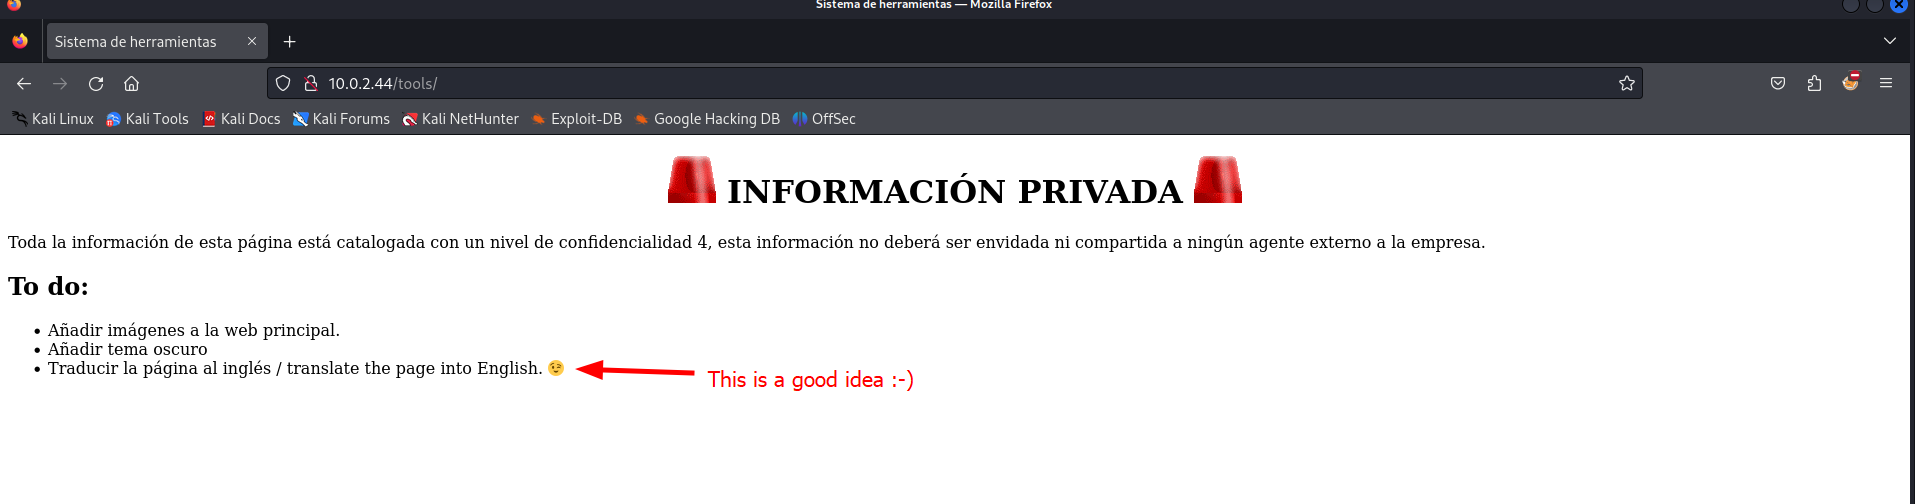 Sistema de herramientas — Mozilla Firefox
Sistema de herramientas
10.0.2.44/tools/
Kali Linux Kali Tools Kali Docs Kali Forums Kali NetHunter Exploit-DB Google Hacking DB OffSec
INFORMACIÓN PRIVADA
Toda la información de esta página está catalogada con un nivel de confidencialidad 4, esta información no deberá ser envidada ni compartida a ningún agente externo a la empresa.
To do:
• Añadir imágenes a la web principal.
• Añadir tema oscuro
• Traducir la página al inglés / translate the page into English. 😉
This is a good idea :-)